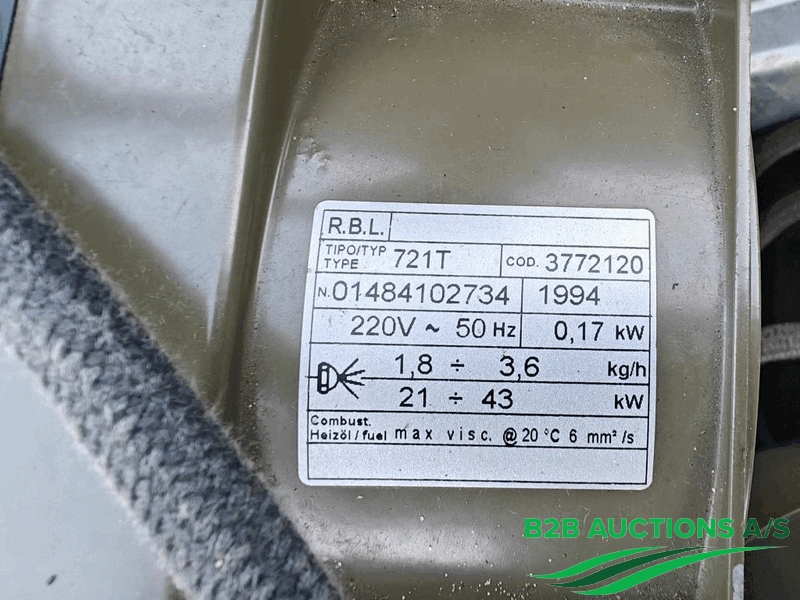 R.B.L.
TIPO/TYP
TYPE 721T COD. 3772120
N. 01484102734 1994
220V ~ 50 Hz 0,17 kW
1,8 ÷ 3,6 kg/h
21 ÷ 43 kW
Combust.
Heizöl/fuel max visc. @ 20 °C 6 mm²/s
B2B AUCTIONS A/S